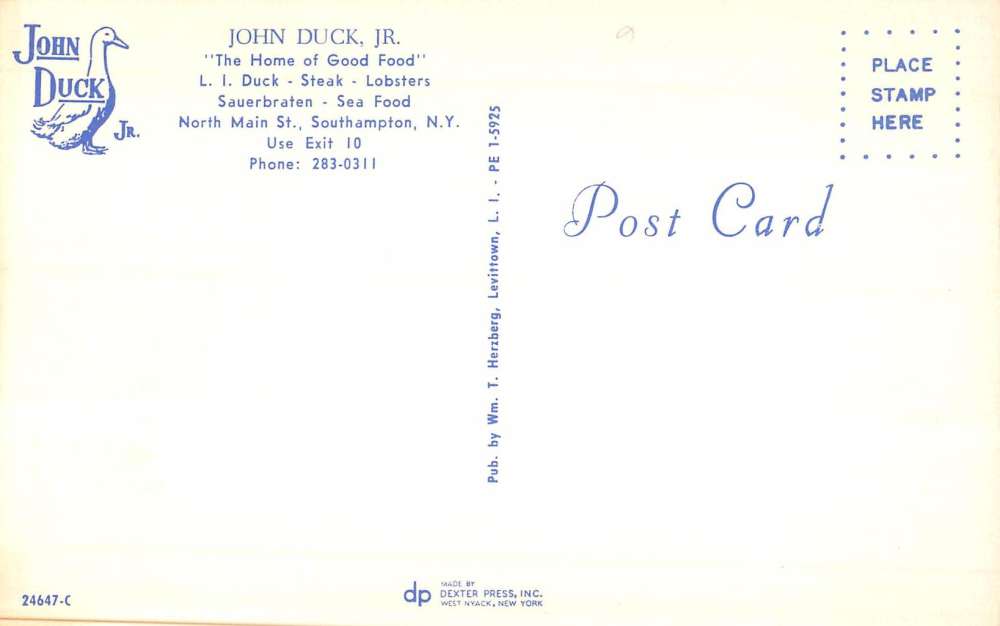 JOHN
DUCK
JR.
JOHN DUCK, JR.
"The Home of Good Food"
L. I. Duck - Steak - Lobsters
Sauerbraten - Sea Food
North Main St., Southampton, N.Y.
Use Exit 10
Phone: 283-0311
Pub. by Wm. T. Herzberg, Levittown, L. I. - PE 1-5925
PLACE
STAMP
HERE
Post Card
24647-C
dp
MADE BY
DEXTER PRESS, INC.
WEST NYACK, NEW YORK